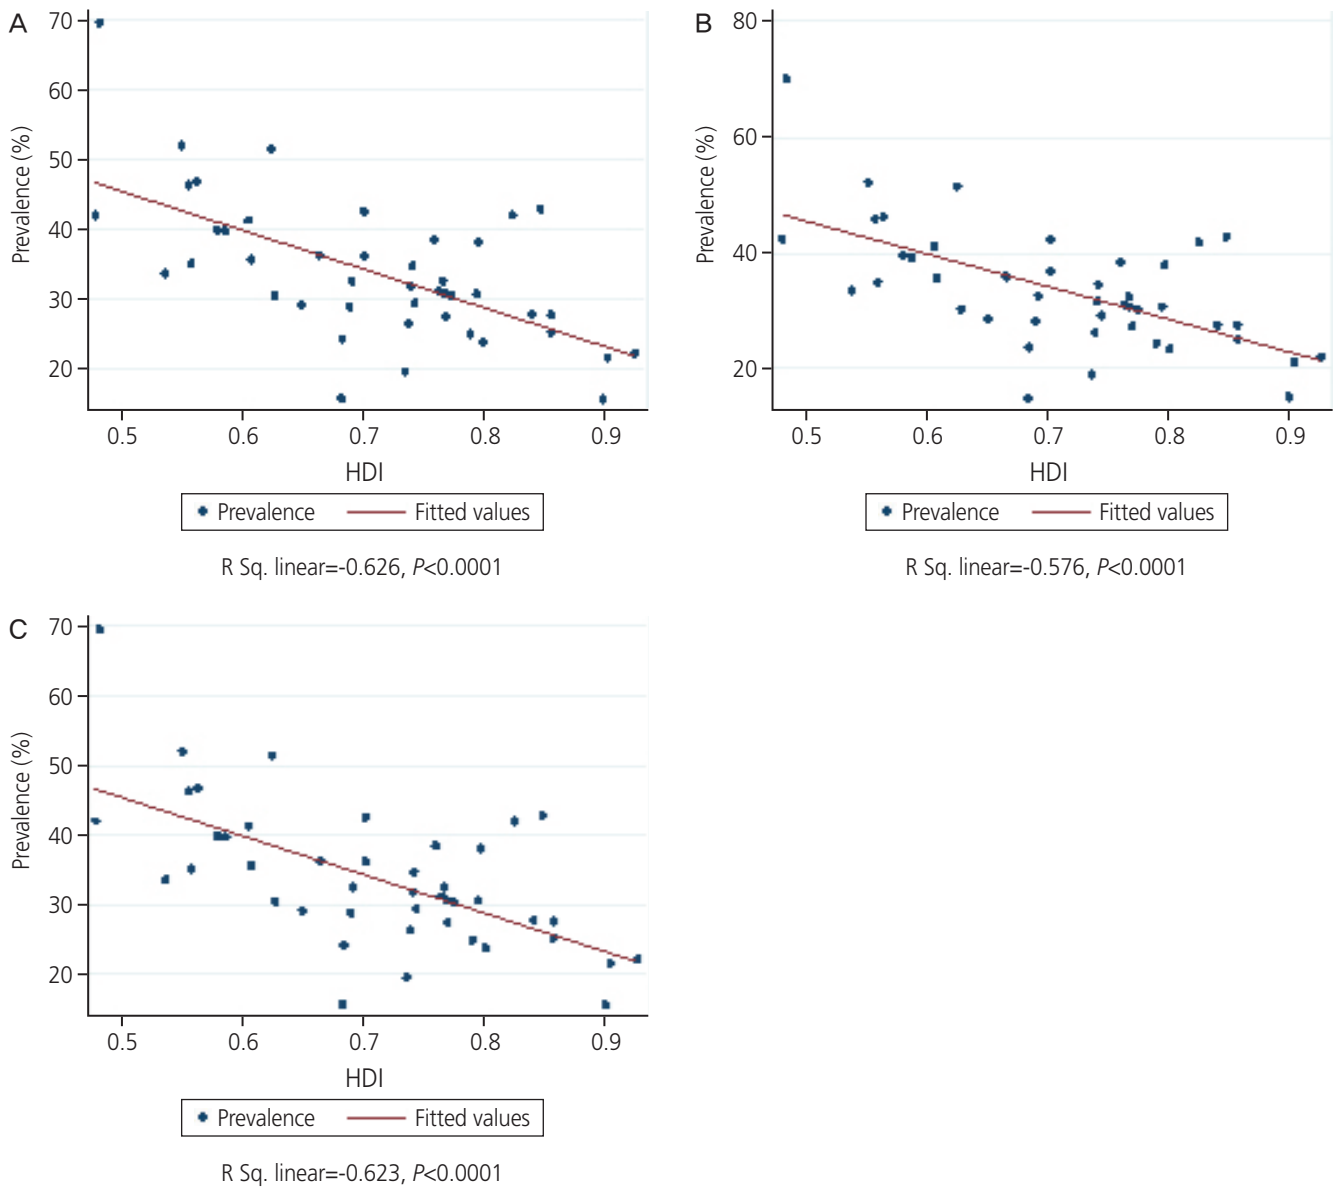 A
70
60
50
40
30
20
Prevalence (%)
0.5 0.6 0.7 0.8 0.9
HDI
Prevalence Fitted values
R Sq. linear=-0.626, P<0.0001
B
80
60
40
20
Prevalence (%)
0.5 0.6 0.7 0.8 0.9
HDI
Prevalence Fitted values
R Sq. linear=-0.576, P<0.0001
C
70
60
50
40
30
20
Prevalence (%)
0.5 0.6 0.7 0.8 0.9
HDI
Prevalence Fitted values
R Sq. linear=-0.623, P<0.0001